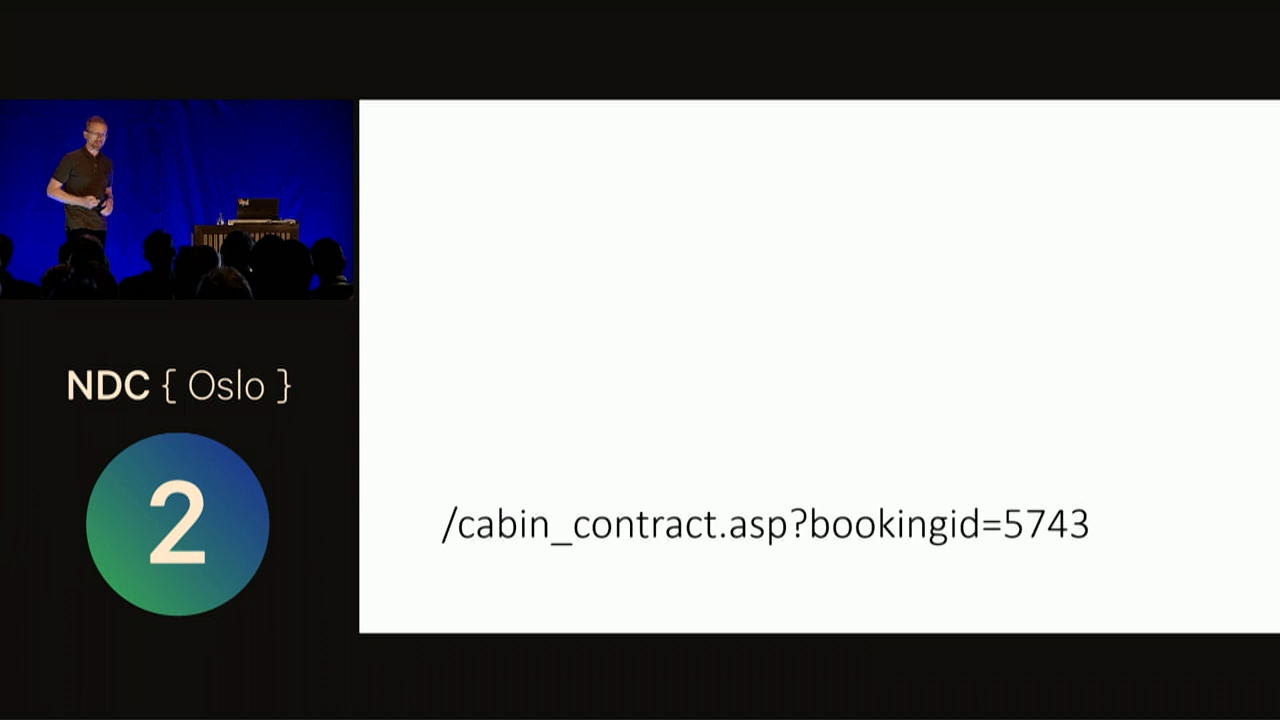 NDC { Oslo }
2
/cabin_contract.asp?bookingid=5743